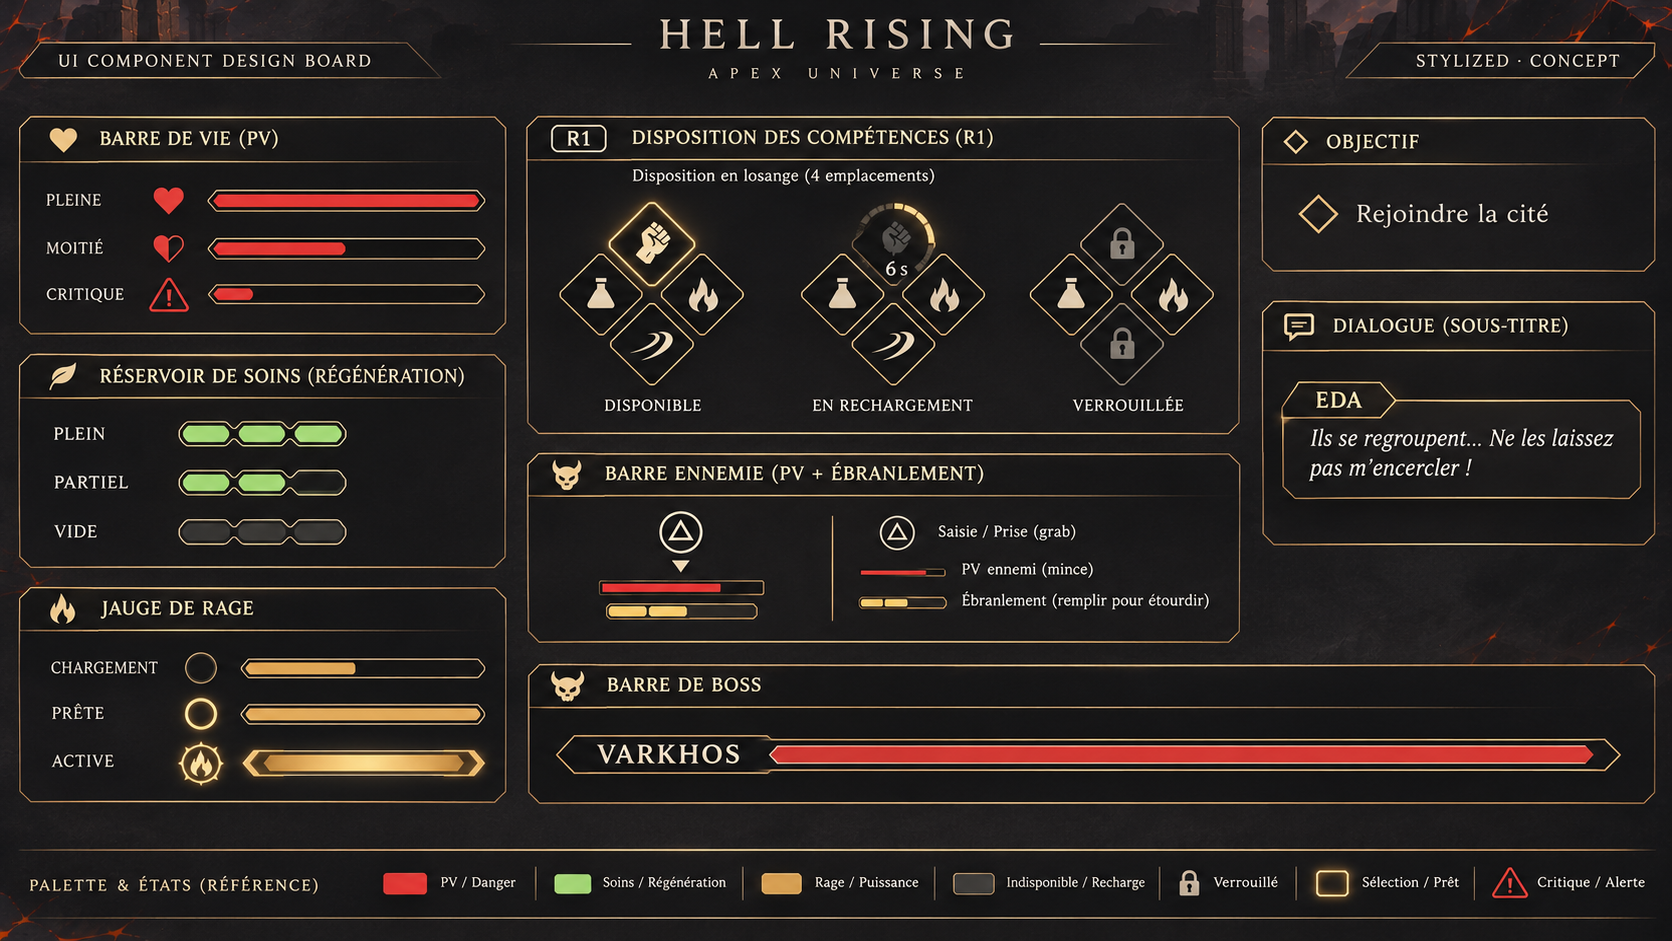 HELL RISING
APEX UNIVERSE
UI COMPONENT DESIGN BOARD
STYLIZED · CONCEPT
BARRE DE VIE (PV)
PLEINE
MOITIÉ
CRITIQUE
RÉSERVOIR DE SOINS (RÉGÉNÉRATION)
PLEIN
PARTIEL
VIDE
JAUGE DE RAGE
CHARGEMENT
PRÊTE
ACTIVE
R1 DISPOSITION DES COMPÉTENCES (R1)
Disposition en losange (4 emplacements)
6 s
DISPONIBLE
EN RECHARGEMENT
VERROUILLÉE
BARRE ENNEMIE (PV + ÉBRANLEMENT)
Saisie / Prise (grab)
PV ennemi (mince)
Ébranlement (remplir pour étourdir)
OBJECTIF
Rejoindre la cité
DIALOGUE (SOUS-TITRE)
EDA
Ils se regroupent... Ne les laissez
pas m'encercler !
BARRE DE BOSS
VARKHOS
PALETTE & ÉTATS (RÉFÉRENCE)
PV / Danger
Soins / Régénération
Rage / Puissance
Indisponible / Recharge
Verrouillé
Sélection / Prêt
Critique / Alerte